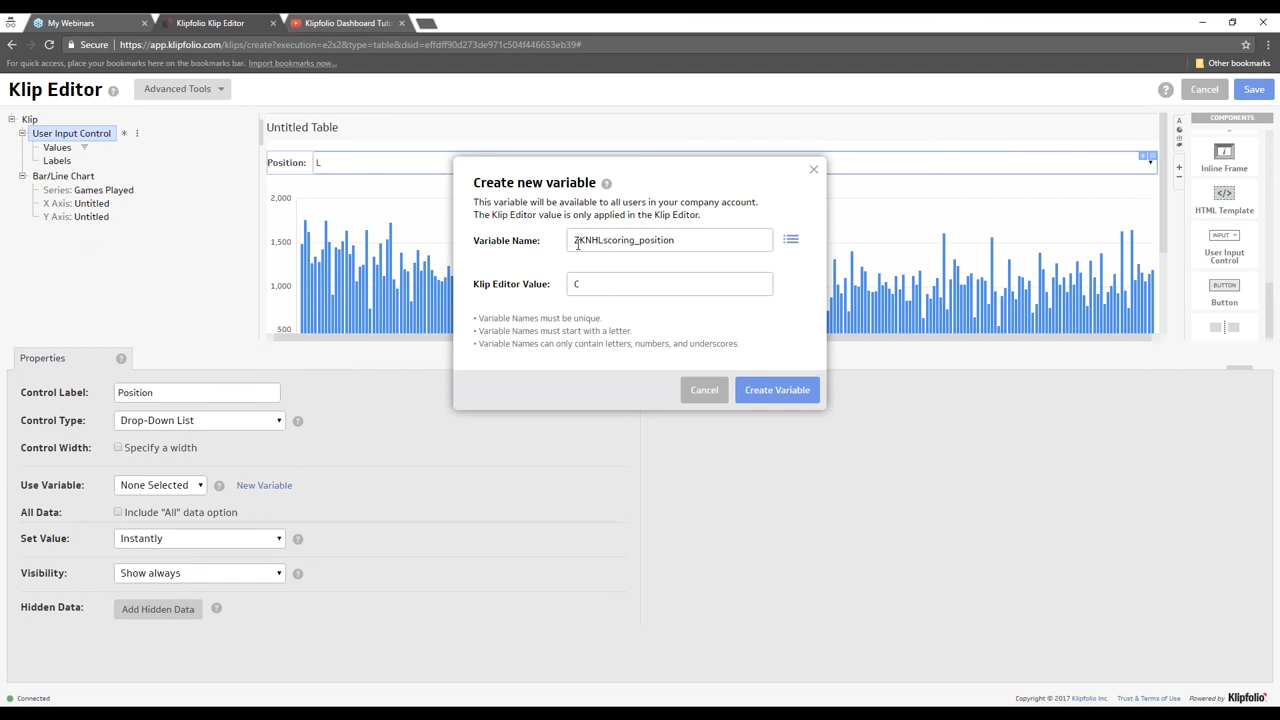 My Webinars
Klipfolio Klip Editor
Klipfolio Dashboard Tuto
Secure
https://app.klipfolio.com/klips/create?execution=e2s2&type=table&dsid=effdff90d273de971c504f446653eb39#
For quick access, place your bookmarks here on the bookmarks bar. Import bookmarks now...
Other bookmarks
Klip Editor
Advanced Tools
Cancel
Save
Klip
User Input Control
Values
Labels
Bar/Line Chart
Series: Games Played
X Axis: Untitled
Y Axis: Untitled
Untitled Table
Position: L
2,000
1,500
1,000
500
COMPONENTS
Inline Frame
HTML Template
INPUT
User Input
Control
BUTTON
Button
Create new variable
This variable will be available to all users in your company account.
The Klip Editor value is only applied in the Klip Editor.
Variable Name: ZKNHLscoring_position
Klip Editor Value: C
• Variable Names must be unique.
• Variable Names must start with a letter.
• Variable Names can only contain letters, numbers, and underscores.
Cancel
Create Variable
Properties
Control Label: Position
Control Type: Drop-Down List
Control Width: Specify a width
Use Variable: None Selected New Variable
All Data: Include "All" data option
Set Value: Instantly
Visibility: Show always
Hidden Data: Add Hidden Data
Connected
Copyright © 2017 Klipfolio Inc. Trust & Terms of Use Powered by Klipfolio